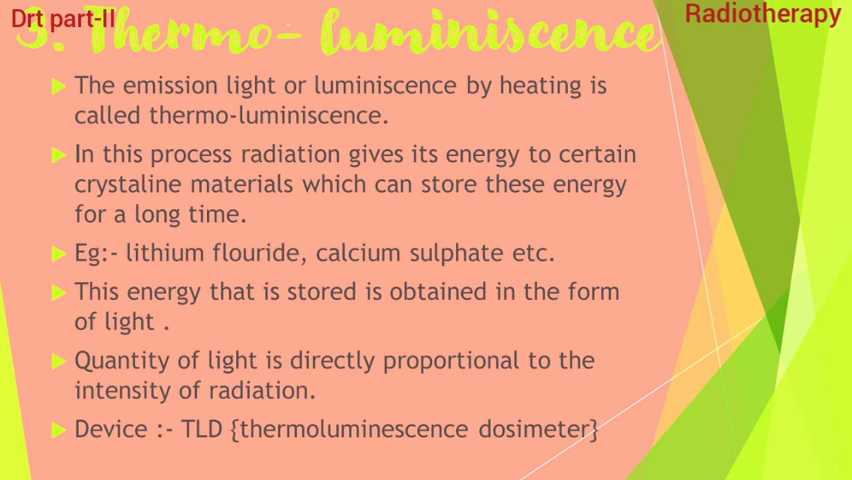 Drt part-II
Radiotherapy
3. Thermo- luminiscence
The emission light or luminiscence by heating is
called thermo-luminiscence.
In this process radiation gives its energy to certain
crystaline materials which can store these energy
for a long time.
Eg:- lithium flouride, calcium sulphate etc.
This energy that is stored is obtained in the form
of light .
Quantity of light is directly proportional to the
intensity of radiation.
Device :- TLD {thermoluminescence dosimeter}